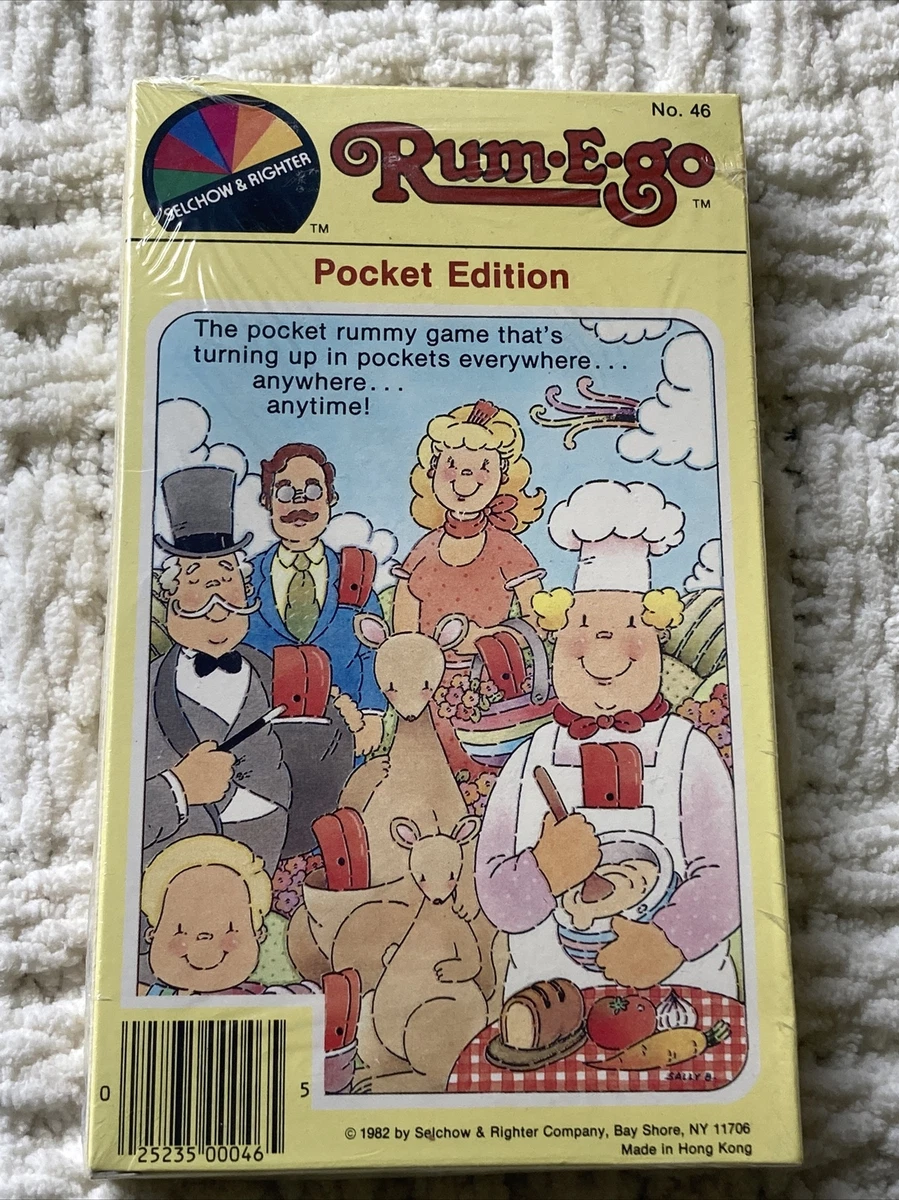 No. 46
SELCHOW & RIGHTER
TM
Rum·E·go
TM
Pocket Edition
The pocket rummy game that's
turning up in pockets everywhere...
anywhere...
anytime!
SALLY B.
0 25235 00046 5
© 1982 by Selchow & Righter Company, Bay Shore, NY 11706
Made in Hong Kong